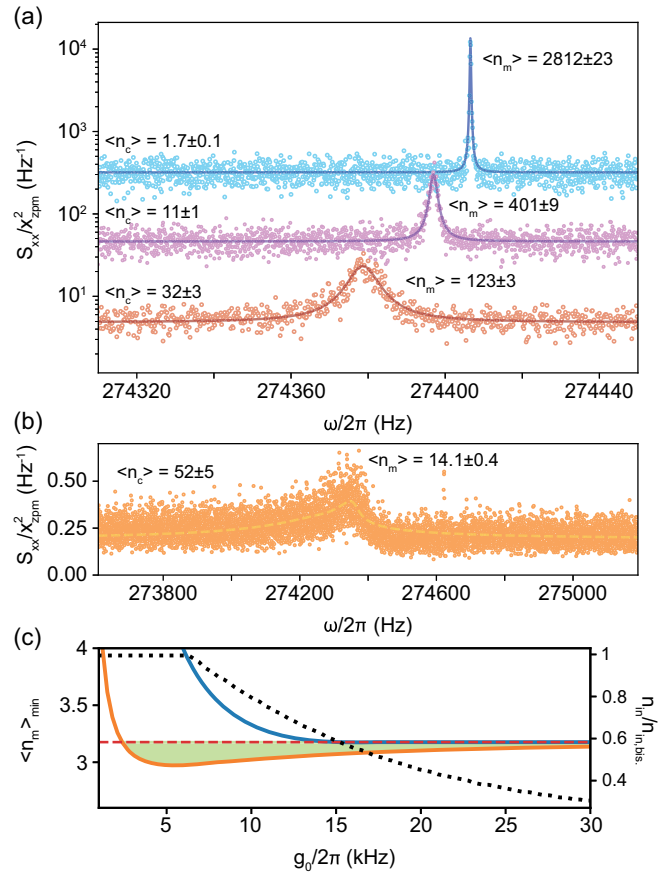 (a)
10⁴
10³
10²
10¹
S_xx/x²_zpm (Hz⁻¹)
<n_m> = 2812±23
<n_c> = 1.7±0.1
<n_c> = 11±1
<n_m> = 401±9
<n_c> = 32±3
<n_m> = 123±3
274320 274360 274400 274440
ω/2π (Hz)
(b)
S_xx/x²_zpm (Hz⁻¹)
0.50
0.25
0.00
<n_c> = 52±5
<n_m> = 14.1±0.4
273800 274200 274600 275000
ω/2π (Hz)
(c)
<n_m>_min
4
3
1
0.8
0.6
0.4
n_in/n_in,bis.
5 10 15 20 25 30
g₀/2π (kHz)